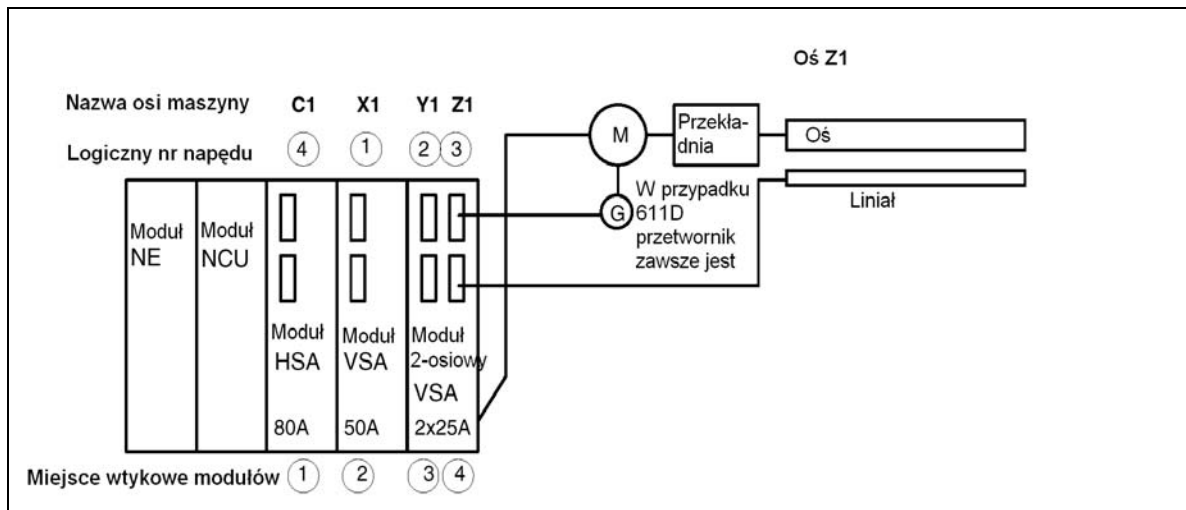 Oś Z1
Nazwa osi maszyny C1 X1 Y1 Z1
Logiczny nr napędu 4 1 2 3
M
Przekła-
dnia
Oś
Liniał
G
W przypadku
611D
przetwornik
zawsze jest
Moduł
NE
Moduł
NCU
Moduł
HSA
80A
Moduł
VSA
50A
Moduł
2-osiowy
VSA
2x25A
Miejsce wtykowe modułów 1 2 3 4